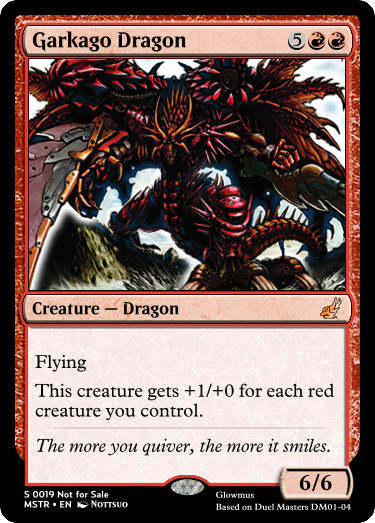 Garkago Dragon 5
Creature — Dragon
Flying
This creature gets +1/+0 for each red
creature you control.
The more you quiver, the more it smiles.
6/6
S 0019 Not for Sale
MSTR • EN Nottsuo
Glowmus
Based on Duel Masters DM01-04